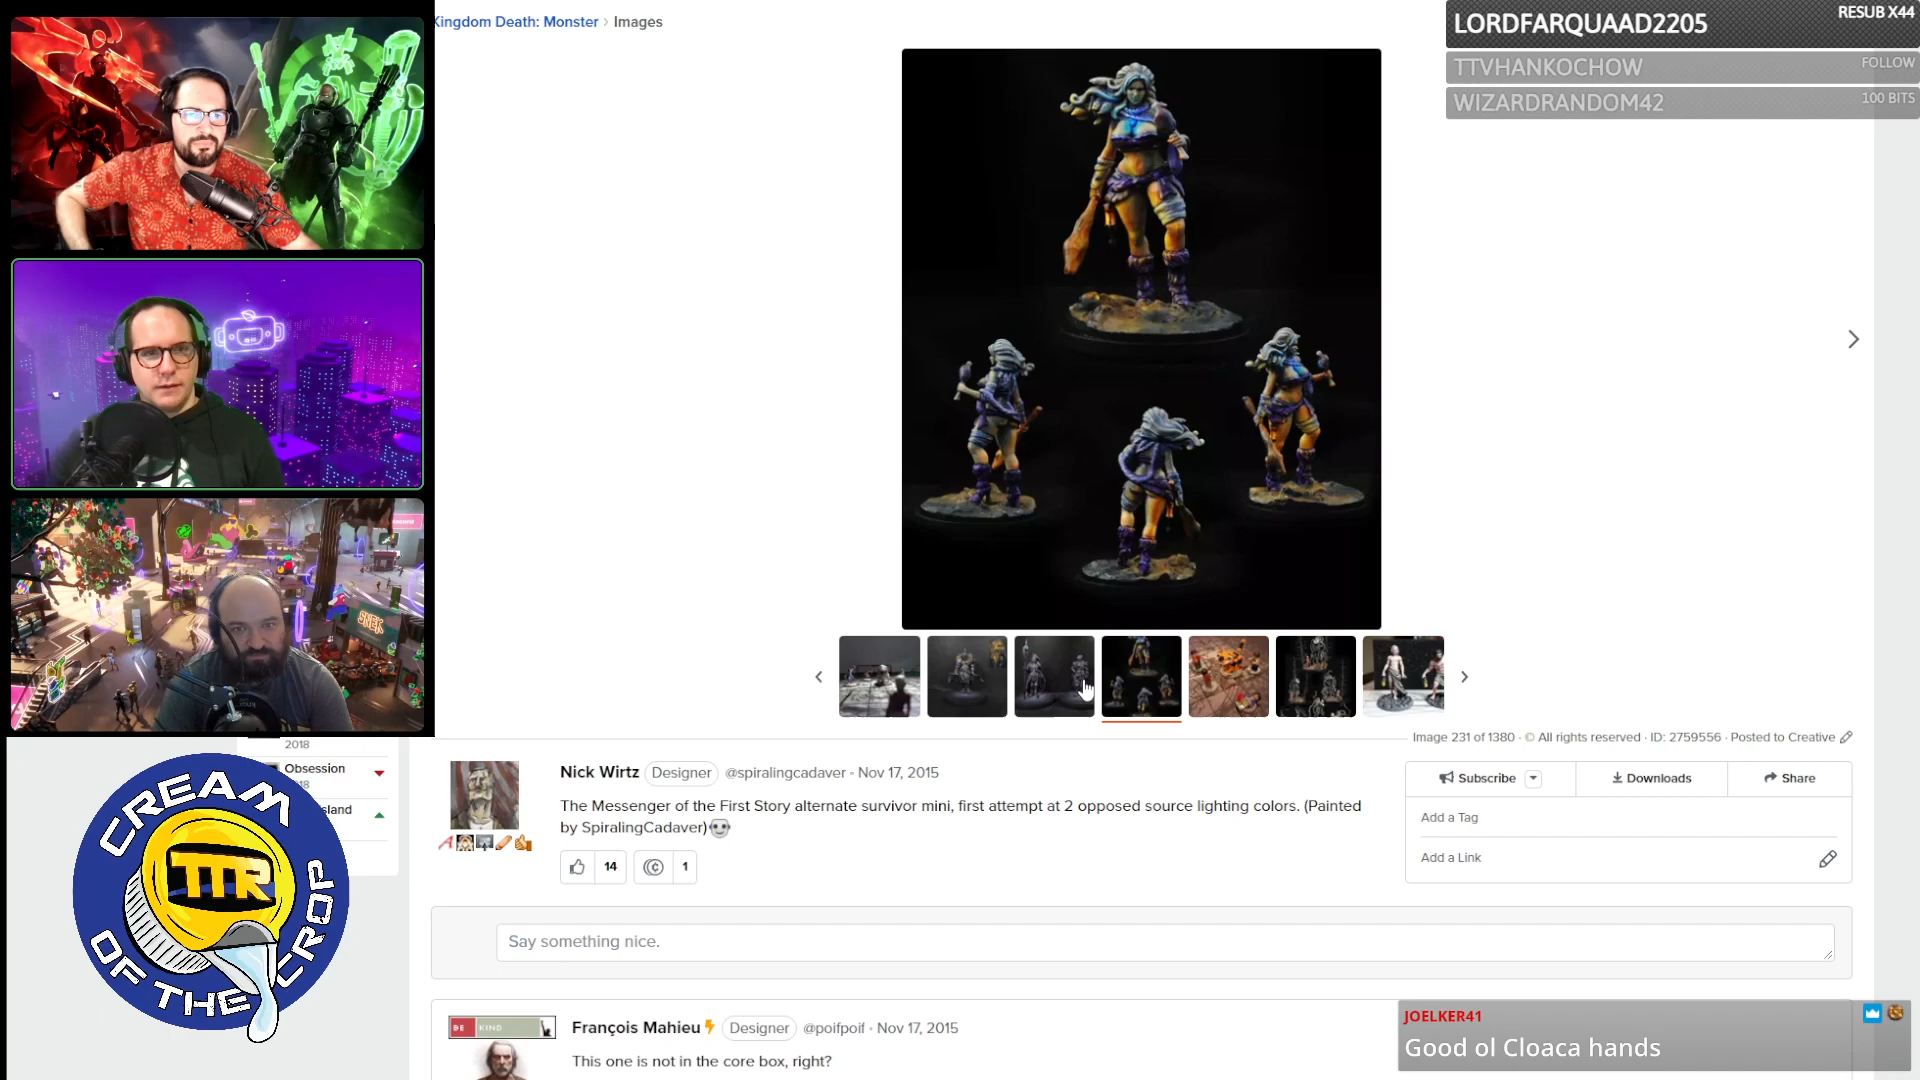 Kingdom Death: Monster > Images
LORDFARQUAAD2205 RESUB X44
TTVHANKOCHOW FOLLOW
WIZARDRANDOM42 100 BITS
SNEK
Image 231 of 1380 · © All rights reserved · ID: 2759556 · Posted to Creative
2018
Obsession
sland
CREAM
TTR
OF THE CROP
Nick Wirtz Designer @spiralingcadaver · Nov 17, 2015
The Messenger of the First Story alternate survivor mini, first attempt at 2 opposed source lighting colors. (Painted
by SpiralingCadaver)
14 1
Subscribe Downloads Share
Add a Tag
Add a Link
Say something nice.
BE KIND
François Mahieu Designer @poifpoif · Nov 17, 2015
This one is not in the core box, right?
JOELKER41
Good ol Cloaca hands